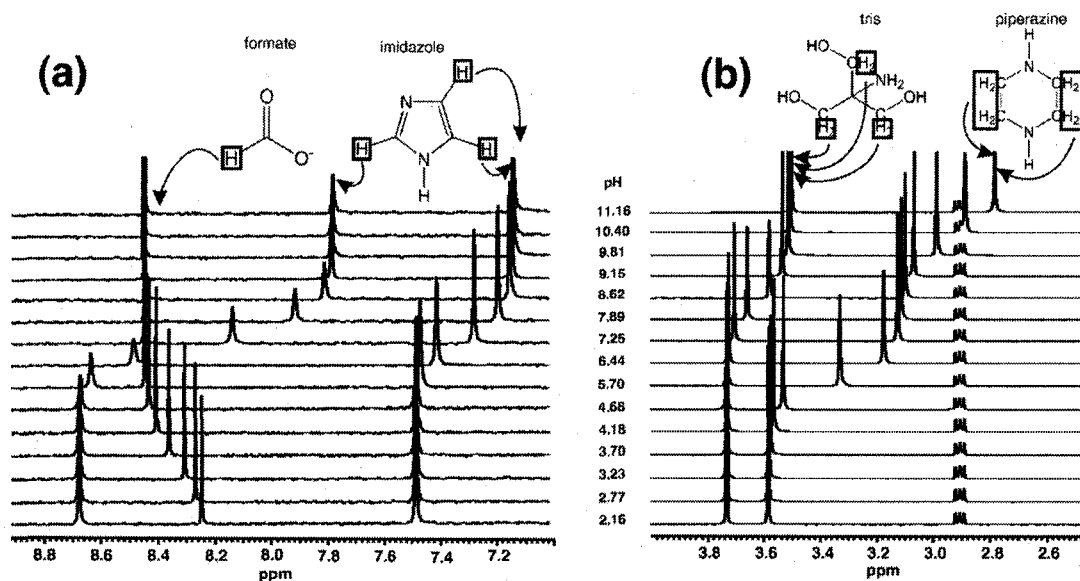 (a)
formate
imidazole
O
H
O-
H
N
H
H
N
H
8.8 8.6 8.4 8.2 8.0 7.8 7.6 7.4 7.2
ppm
(b)
tris
piperazine
HO
CH2
NH2
HO
OH
H2
H2
H
N
H2C
CH2
H2C
CH2
N
H
pH
11.16
10.40
9.81
9.15
8.62
7.89
7.25
6.44
5.70
4.68
4.18
3.70
3.23
2.77
2.16
3.8 3.6 3.4 3.2 3.0 2.8 2.6
ppm